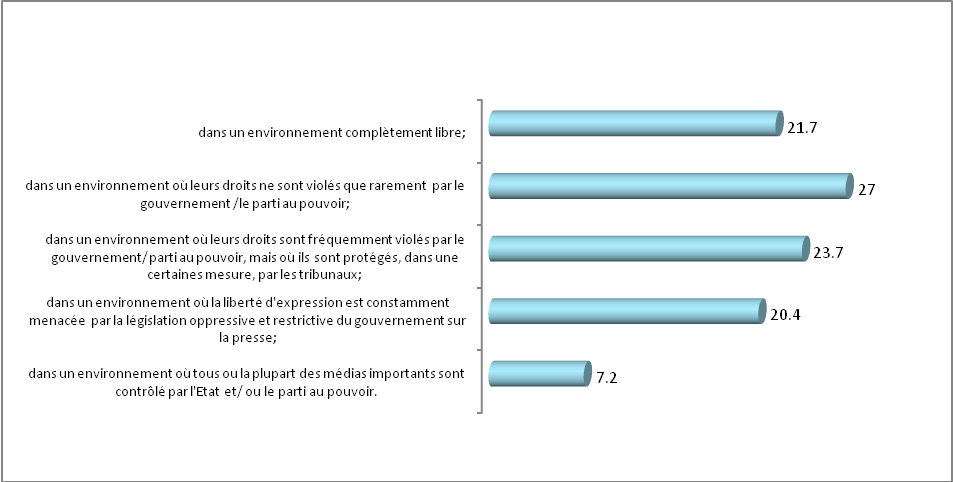 dans un environnement complètement libre;
21.7
dans un environnement où leurs droits ne sont violés que rarement par le
gouvernement /le parti au pouvoir;
27
dans un environnement où leurs droits sont fréquemment violés par le
gouvernement/ parti au pouvoir, mais où ils sont protégés, dans une
certaines mesure, par les tribunaux;
23.7
dans un environnement où la liberté d'expression est constamment
menacée par la législation oppressive et restrictive du gouvernement sur
la presse;
20.4
dans un environnement où tous ou la plupart des médias importants sont
contrôlé par l'Etat et/ ou le parti au pouvoir.
7.2